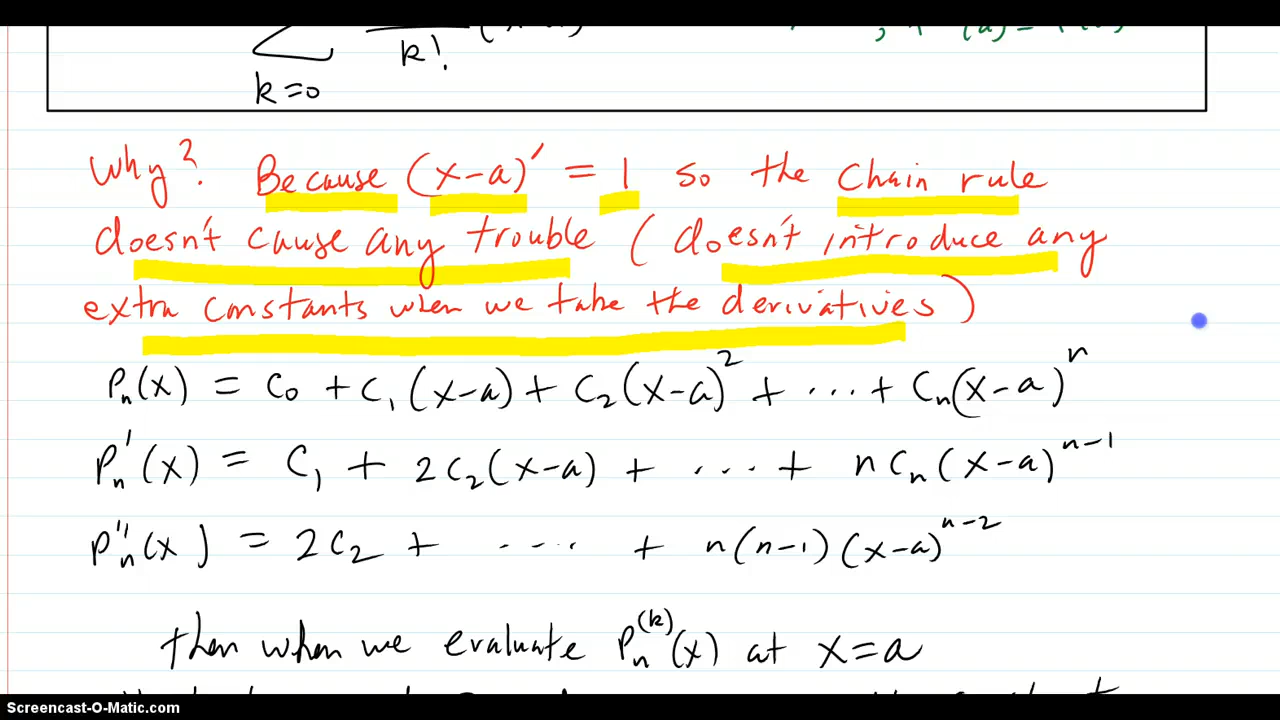 k! (x-a)
k=0
Why? Because (x-a)' = 1 so the Chain rule
doesn't cause any trouble (doesn't introduce any
extra constants when we take the derivatives)
Pn(x) = C0 + C1(x-a) + C2(x-a)^2 + ... + Cn(x-a)^n
Pn'(x) = C1 + 2C2(x-a) + ... + nCn(x-a)^n-1
Pn''(x) = 2C2 + .... + n(n-1)(x-a)^n-2
then when we evaluate Pn^(k)(x) at x=a
Screencast-O-Matic.com